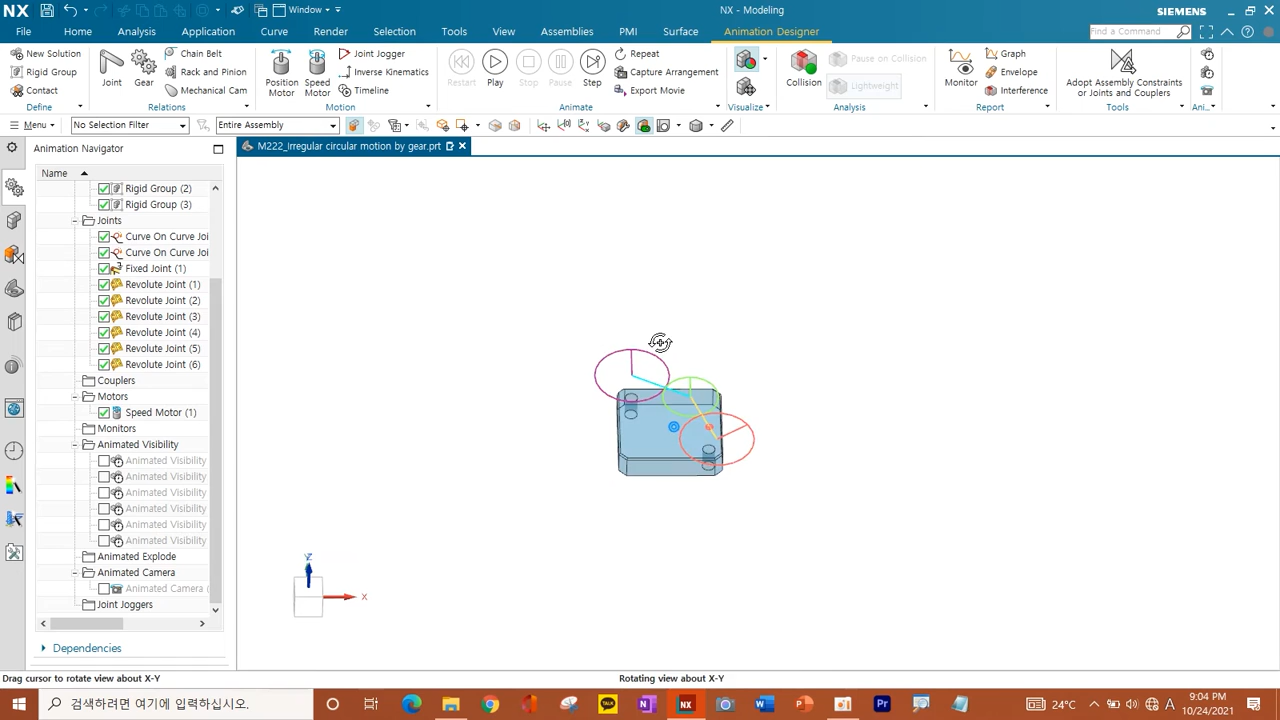 NX
Window
NX - Modeling
SIEMENS
File
Home
Analysis
Application
Curve
Render
Selection
Tools
View
Assemblies
PMI
Surface
Animation Designer
Find a Command
New Solution
Rigid Group
Contact
Define
Joint
Gear
Chain Belt
Rack and Pinion
Mechanical Cam
Relations
Position Motor
Speed Motor
Joint Jogger
Inverse Kinematics
Timeline
Motion
Restart
Play
Stop
Pause
Step
Repeat
Capture Arrangement
Export Movie
Animate
Visualize
Collision
Pause on Collision
Lightweight
Analysis
Monitor
Graph
Envelope
Interference
Report
Adopt Assembly Constraints or Joints and Couplers
Tools
Ani...
Menu
No Selection Filter
Entire Assembly
Animation Navigator
M222_Irregular circular motion by gear.prt
Name
Rigid Group (2)
Rigid Group (3)
Joints
Curve On Curve Joi
Curve On Curve Joi
Fixed Joint (1)
Revolute Joint (1)
Revolute Joint (2)
Revolute Joint (3)
Revolute Joint (4)
Revolute Joint (5)
Revolute Joint (6)
Couplers
Motors
Speed Motor (1)
Monitors
Animated Visibility
Animated Visibility
Animated Visibility
Animated Visibility
Animated Visibility
Animated Visibility
Animated Visibility
Animated Explode
Animated Camera
Animated Camera (
Joint Joggers
Dependencies
Z
X
Drag cursor to rotate view about X-Y
Rotating view about X-Y
검색하려면 여기에 입력하십시오.
TALK
N
NX
W
P
Pr
24°C
A
9:04 PM
10/24/2021